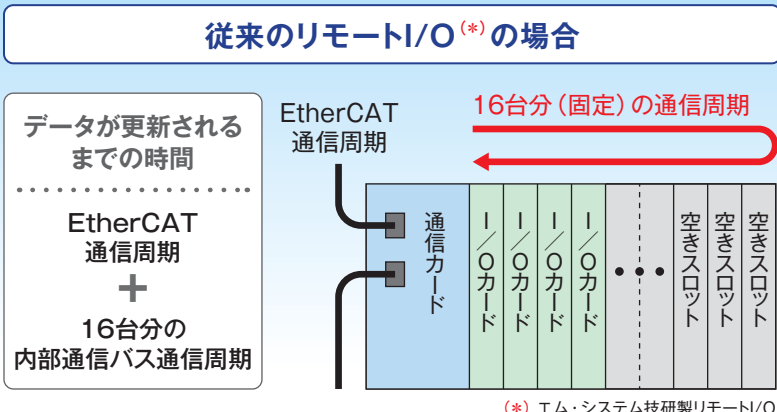 従来のリモートI/O(*)の場合
データが更新される
までの時間
EtherCAT
通信周期
+
16台分の
内部通信バス通信周期
EtherCAT
通信周期
16台分（固定）の通信周期
通信カード
I/Oカード
I/Oカード
I/Oカード
I/Oカード
•••
空きスロット
空きスロット
空きスロット
(*) エム・システム技研製リモートI/O